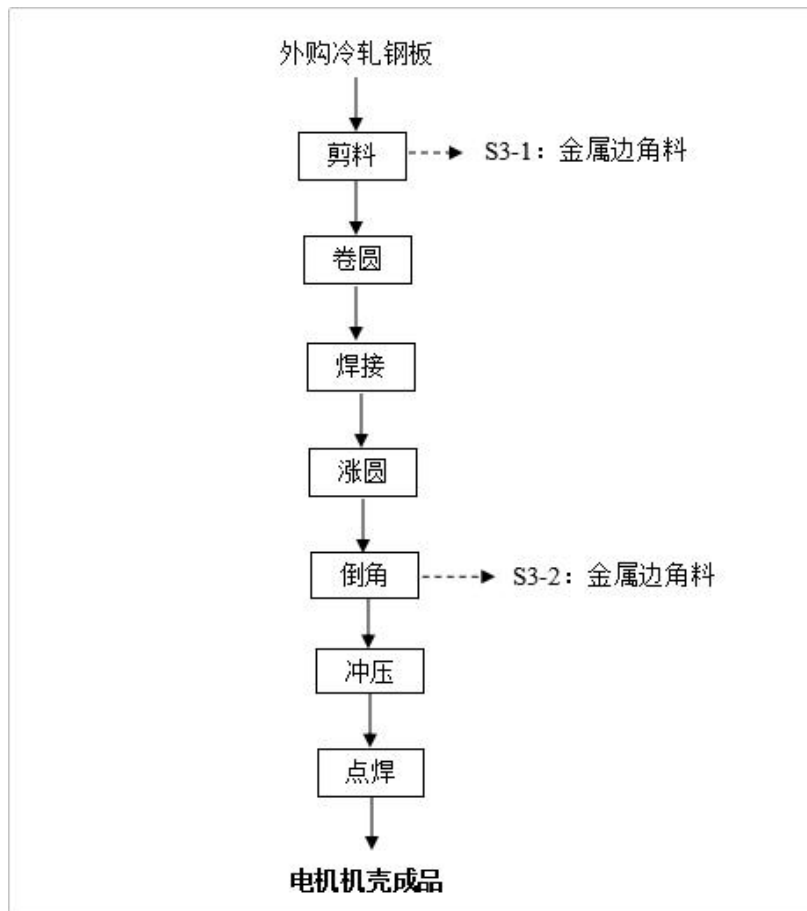 外购冷轧钢板
剪料
S3-1：金属边角料
卷圆
焊接
涨圆
倒角
S3-2：金属边角料
冲压
点焊
电机机壳成品